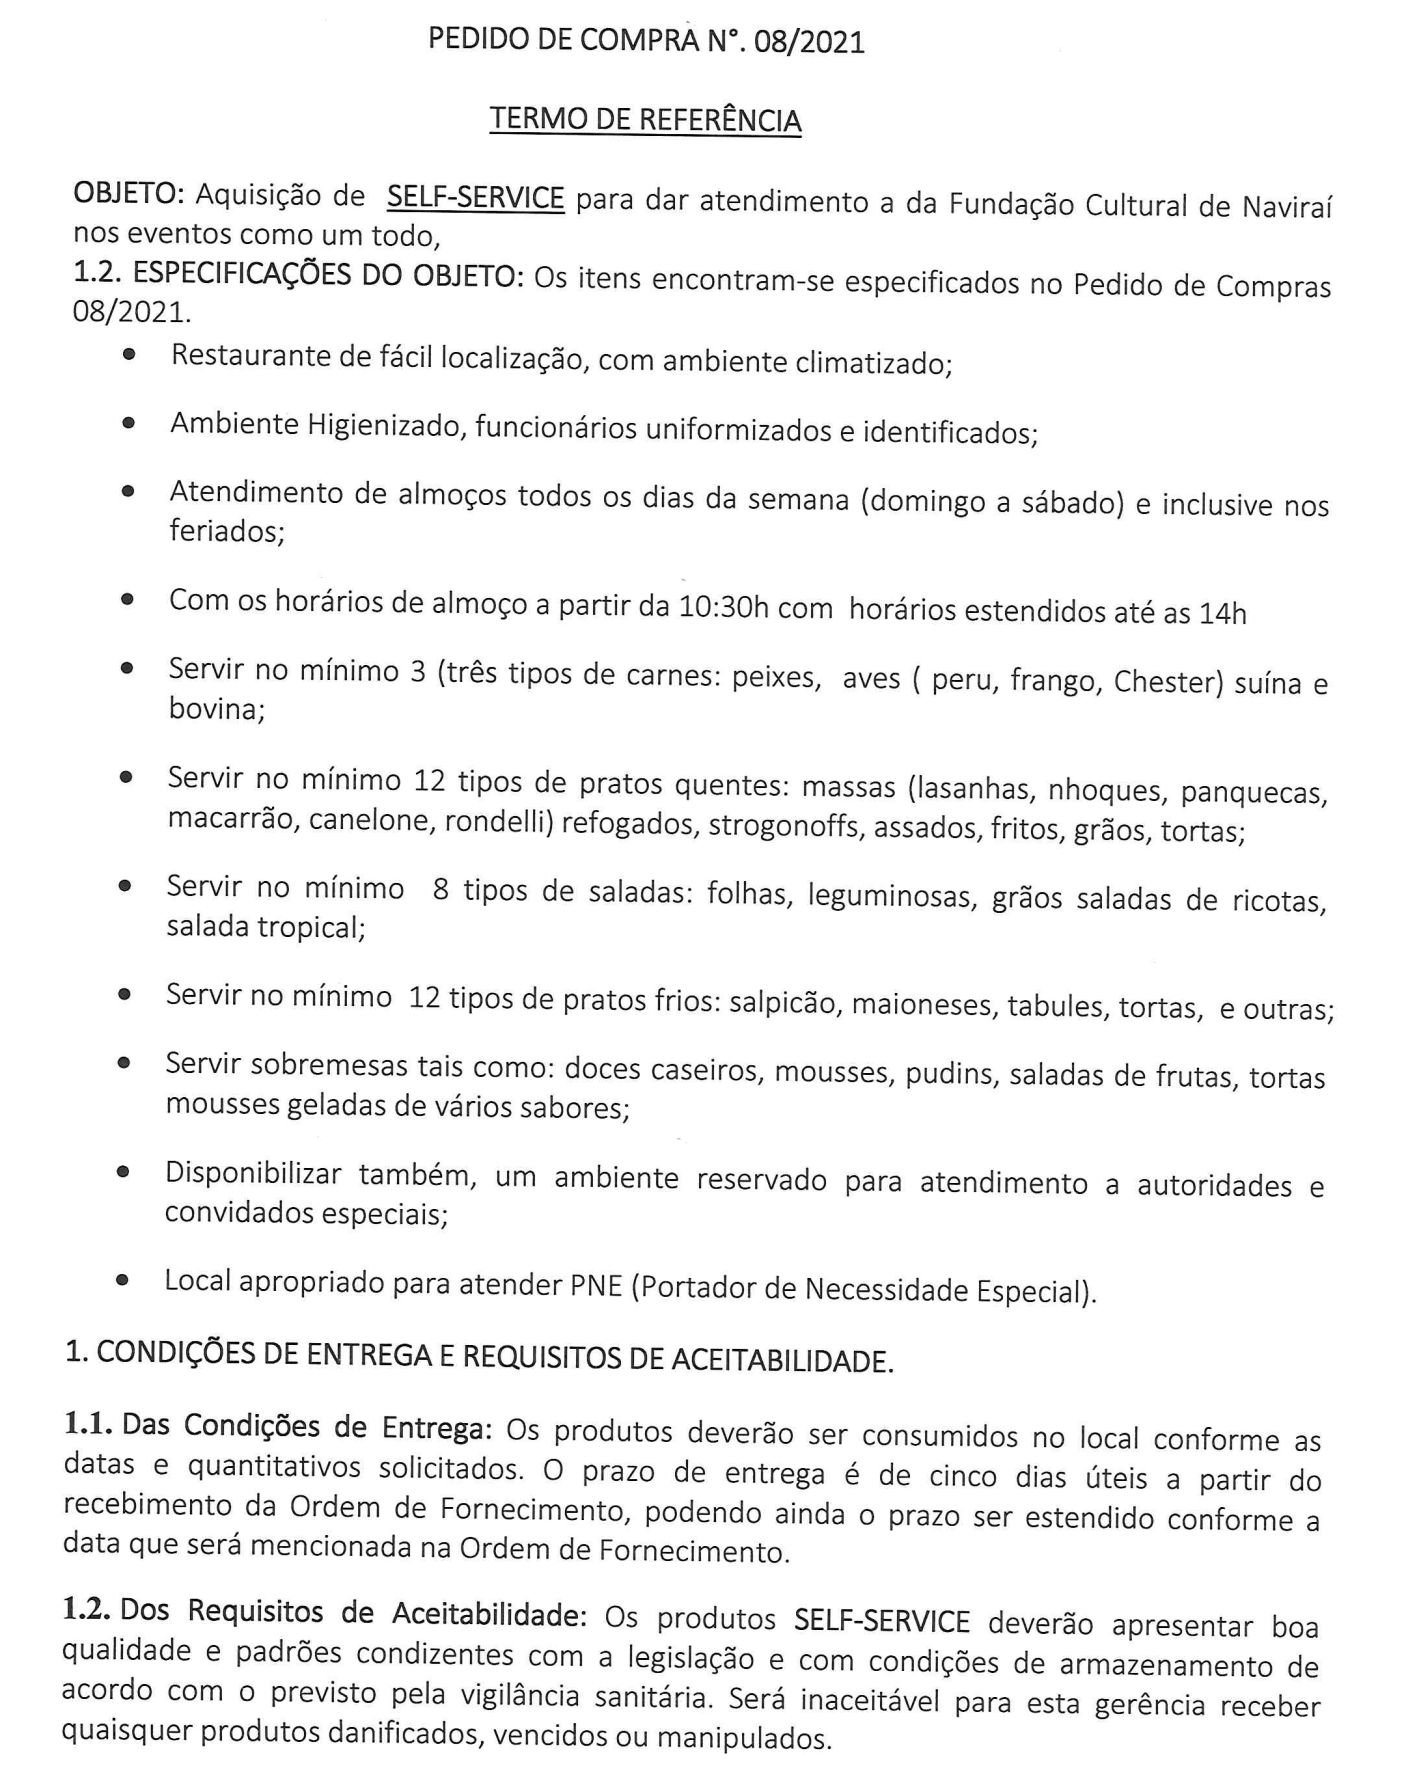 PEDIDO DE COMPRA N°. 08/2021
TERMO DE REFERÊNCIA
OBJETO: Aquisição de SELF-SERVICE para dar atendimento a da Fundação Cultural de Naviraí
nos eventos como um todo,
1.2. ESPECIFICAÇÕES DO OBJETO: Os itens encontram-se especificados no Pedido de Compras
08/2021.
• Restaurante de fácil localização, com ambiente climatizado;
• Ambiente Higienizado, funcionários uniformizados e identificados;
• Atendimento de almoços todos os dias da semana (domingo a sábado) e inclusive nos
feriados;
• Com os horários de almoço a partir da 10:30h com horários estendidos até as 14h
• Servir no mínimo 3 (três tipos de carnes: peixes, aves ( peru, frango, Chester) suína e
bovina;
• Servir no mínimo 12 tipos de pratos quentes: massas (lasanhas, nhoques, panquecas,
macarrão, canelone, rondelli) refogados, strogonoffs, assados, fritos, grãos, tortas;
• Servir no mínimo 8 tipos de saladas: folhas, leguminosas, grãos saladas de ricotas,
salada tropical;
• Servir no mínimo 12 tipos de pratos frios: salpicão, maioneses, tabules, tortas, e outras;
• Servir sobremesas tais como: doces caseiros, mousses, pudins, saladas de frutas, tortas
mousses geladas de vários sabores;
• Disponibilizar também, um ambiente reservado para atendimento a autoridades e
convidados especiais;
• Local apropriado para atender PNE (Portador de Necessidade Especial).
1. CONDIÇÕES DE ENTREGA E REQUISITOS DE ACEITABILIDADE.
1.1. Das Condições de Entrega: Os produtos deverão ser consumidos no local conforme as
datas e quantitativos solicitados. O prazo de entrega é de cinco dias úteis a partir do
recebimento da Ordem de Fornecimento, podendo ainda o prazo ser estendido conforme a
data que será mencionada na Ordem de Fornecimento.
1.2. Dos Requisitos de Aceitabilidade: Os produtos SELF-SERVICE deverão apresentar boa
qualidade e padrões condizentes com a legislação e com condições de armazenamento de
acordo com o previsto pela vigilância sanitária. Será inaceitável para esta gerência receber
quaisquer produtos danificados, vencidos ou manipulados.